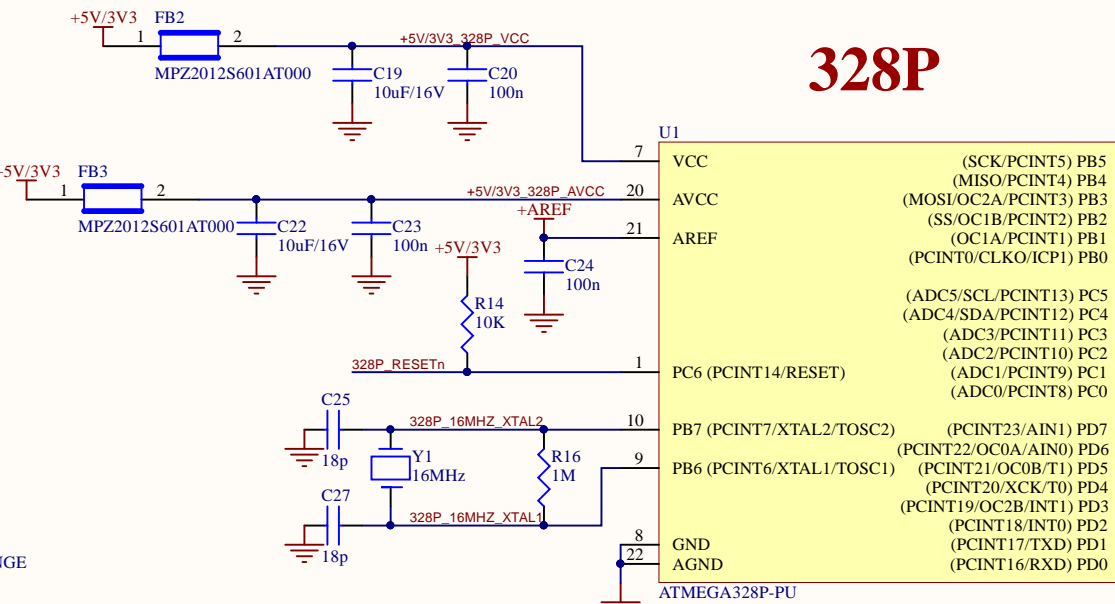 +5V/3V3
FB2
1
2
MPZ2012S601AT000
+5V/3V3_328P_VCC
C19
10uF/16V
C20
100n
328P
U1
+5V/3V3
FB3
1
2
MPZ2012S601AT000
+5V/3V3_328P_AVCC
C22
10uF/16V
C23
100n
+AREF
C24
100n
+5V/3V3
R14
10K
328P_RESETn
C25
18p
328P_16MHZ_XTAL2
Y1
16MHz
R16
1M
C27
18p
328P_16MHZ_XTAL1
7
VCC
20
AVCC
21
AREF
1
PC6 (PCINT14/RESET)
10
PB7 (PCINT7/XTAL2/TOSC2)
9
PB6 (PCINT6/XTAL1/TOSC1)
8
GND
22
AGND
(SCK/PCINT5) PB5
(MISO/PCINT4) PB4
(MOSI/OC2A/PCINT3) PB3
(SS/OC1B/PCINT2) PB2
(OC1A/PCINT1) PB1
(PCINT0/CLKO/ICP1) PB0
(ADC5/SCL/PCINT13) PC5
(ADC4/SDA/PCINT12) PC4
(ADC3/PCINT11) PC3
(ADC2/PCINT10) PC2
(ADC1/PCINT9) PC1
(ADC0/PCINT8) PC0
(PCINT23/AIN1) PD7
(PCINT22/OC0A/AIN0) PD6
(PCINT21/OC0B/T1) PD5
(PCINT20/XCK/T0) PD4
(PCINT19/OC2B/INT1) PD3
(PCINT18/INT0) PD2
(PCINT17/TXD) PD1
(PCINT16/RXD) PD0
ATMEGA328P-PU